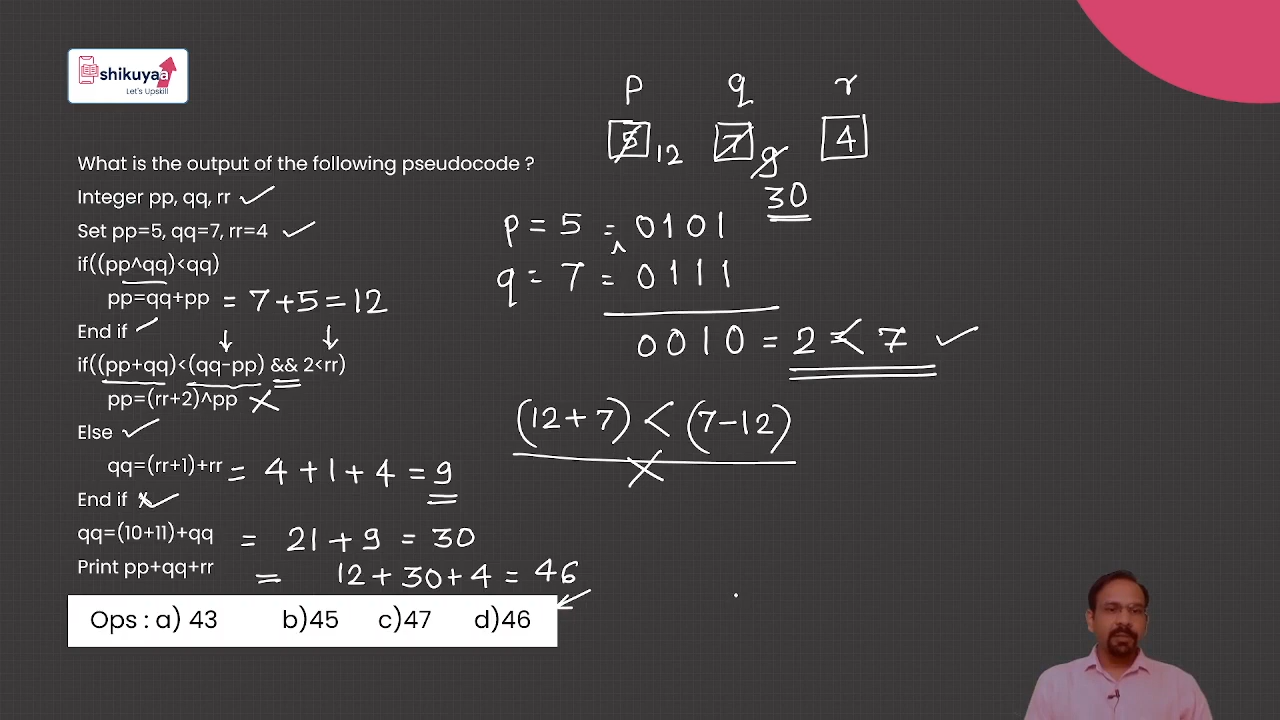 shikuyaa
Let's Upskill
p q r
5 12 7 9 4
30
What is the output of the following pseudocode ?
Integer pp, qq, rr
Set pp=5, qq=7, rr=4
if((pp^qq)<qq)
pp=qq+pp = 7+5=12
End if
if((pp+qq)<(qq-pp) && 2<rr)
pp=(rr+2)^pp
Else
qq=(rr+1)+rr = 4+1+4=9
End if
qq=(10+11)+qq = 21+9=30
Print pp+qq+rr = 12+30+4=46
Ops : a) 43 b)45 c)47 d)46
p = 5 = 0101
^
q = 7 = 0111
0010 = 2 < 7
(12+7) < (7-12)